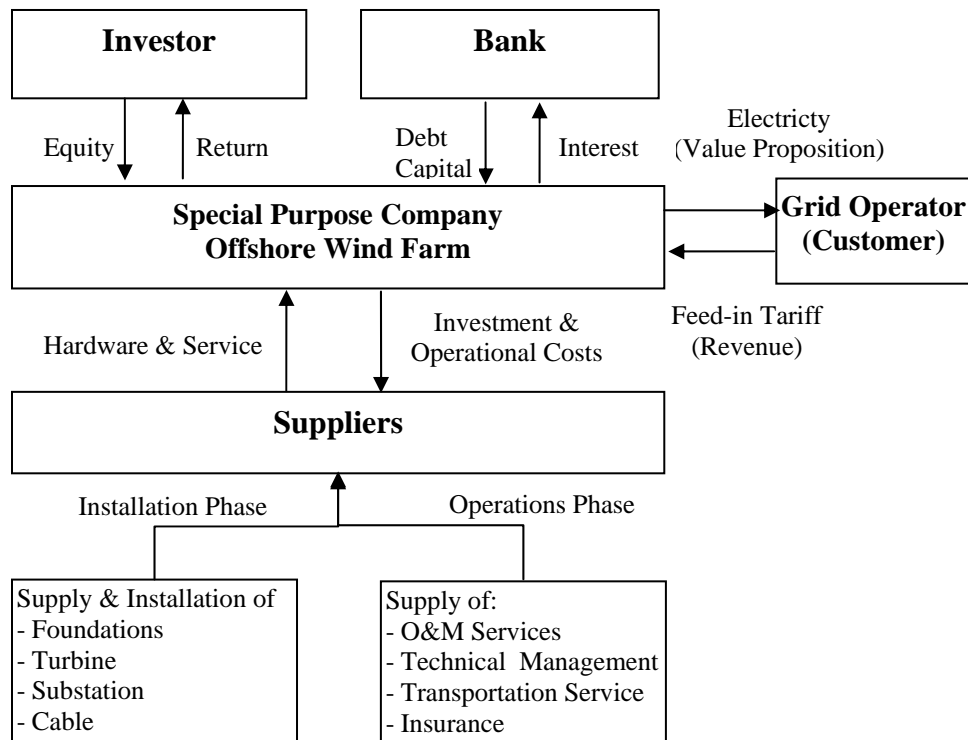 Investor
Bank
Equity
Return
Debt
Capital
Interest
Electricty
(Value Proposition)
Special Purpose Company
Offshore Wind Farm
Grid Operator
(Customer)
Hardware & Service
Investment &
Operational Costs
Feed-in Tariff
(Revenue)
Suppliers
Installation Phase
Operations Phase
Supply & Installation of
- Foundations
- Turbine
- Substation
- Cable
Supply of:
- O&M Services
- Technical Management
- Transportation Service
- Insurance